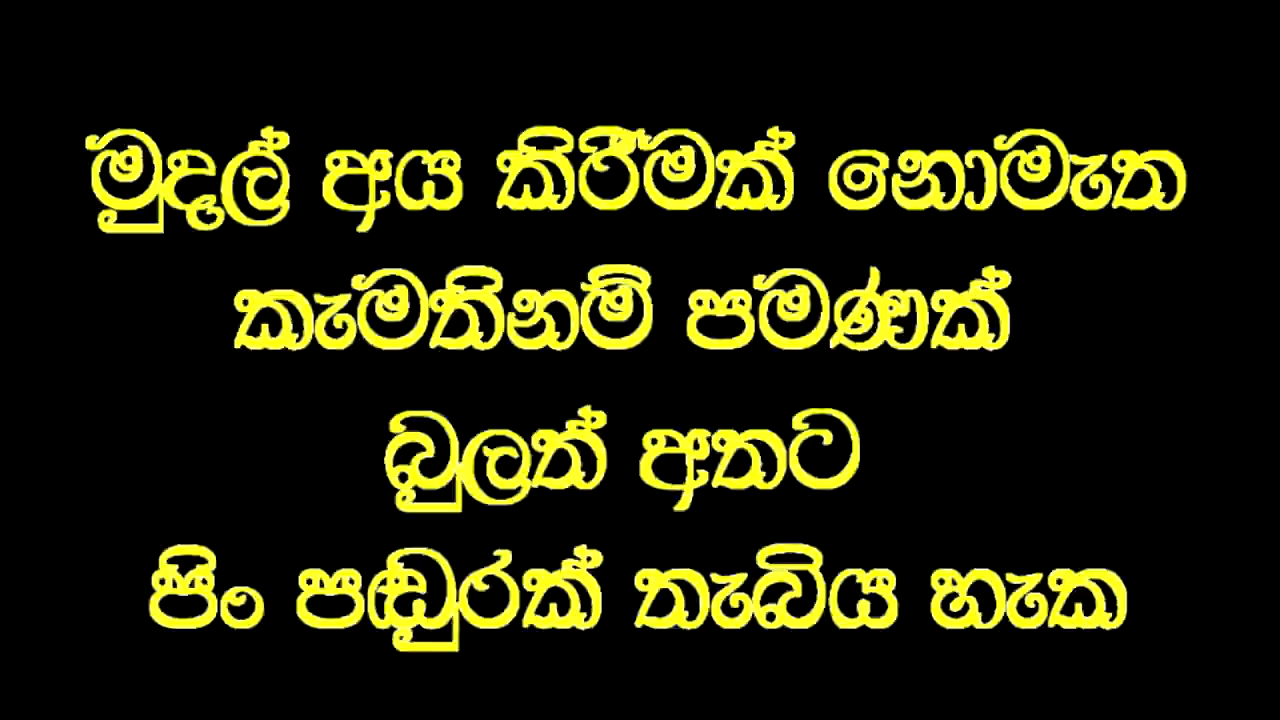 මුදල් අය කිරීමක් නොමැත
කැමතිනම් පමණක්
බුලත් අතට
පිං පඬුරක් තැබිය හැක